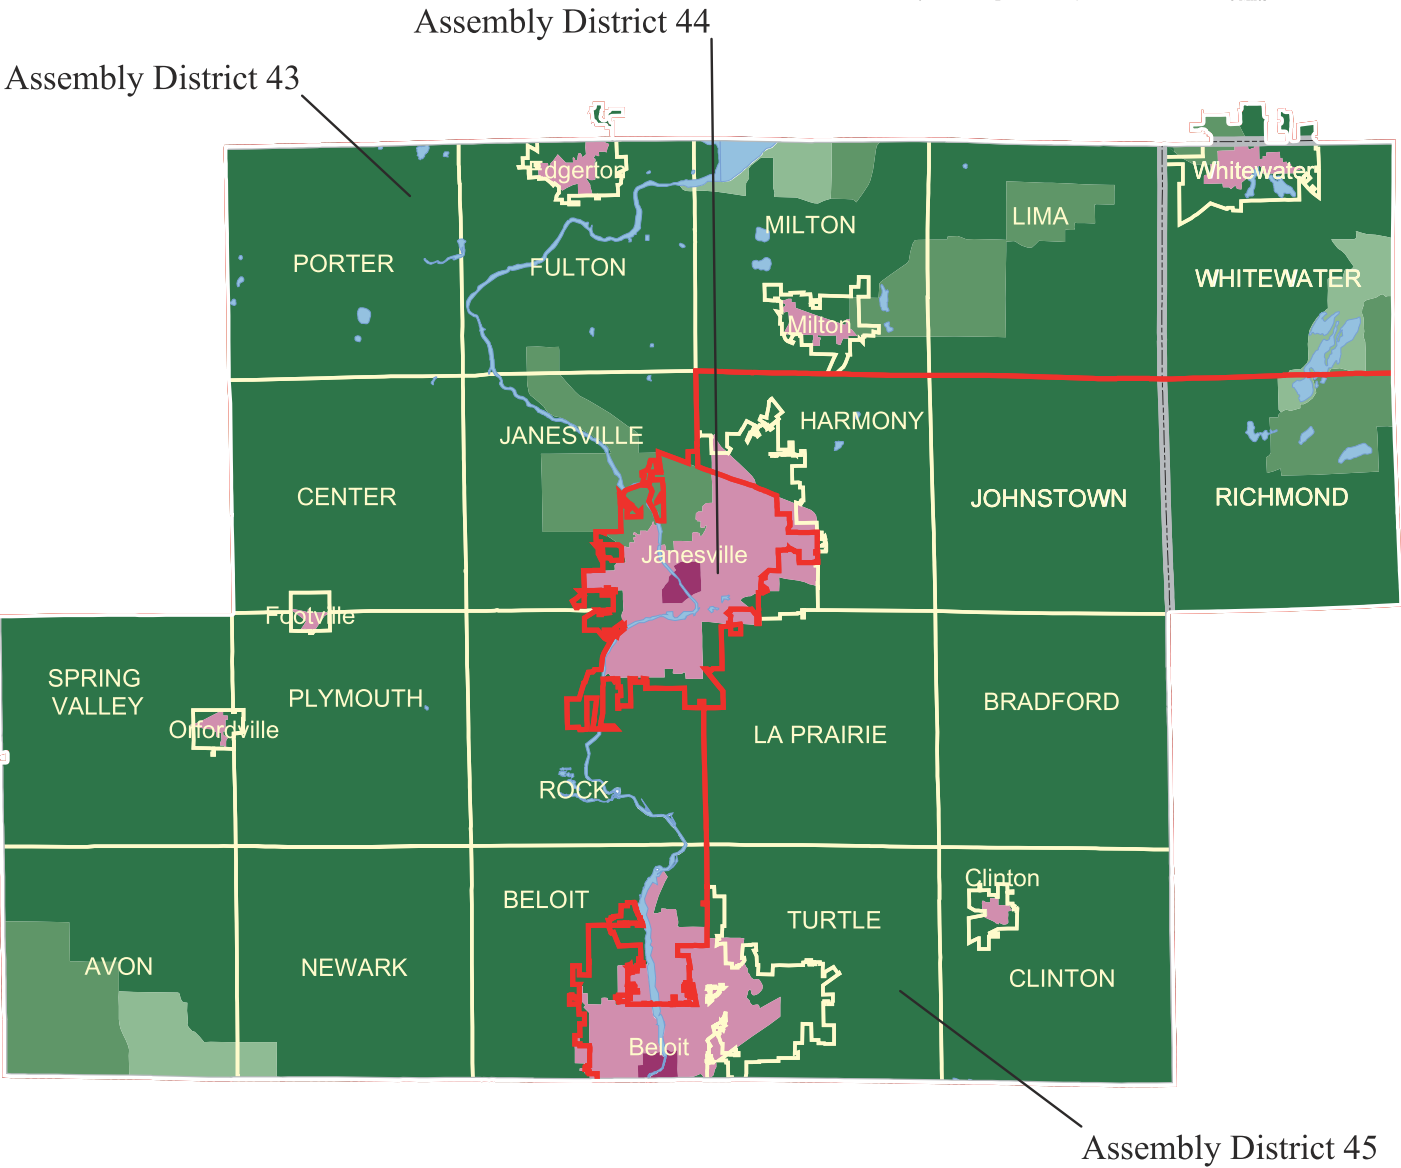 Assembly District 44
Assembly District 43
dgerton
Whitewater
MILTON
LIMA
PORTER
FULTON
WHITEWATER
Milton
JANESVILLE
HARMONY
CENTER
JOHNSTOWN
RICHMOND
Janesville
Footville
SPRING
VALLEY
PLYMOUTH
BRADFORD
Orfordville
LA PRAIRIE
ROCK
Clinton
BELOIT
TURTLE
AVON
NEWARK
CLINTON
Beloit
Assembly District 45